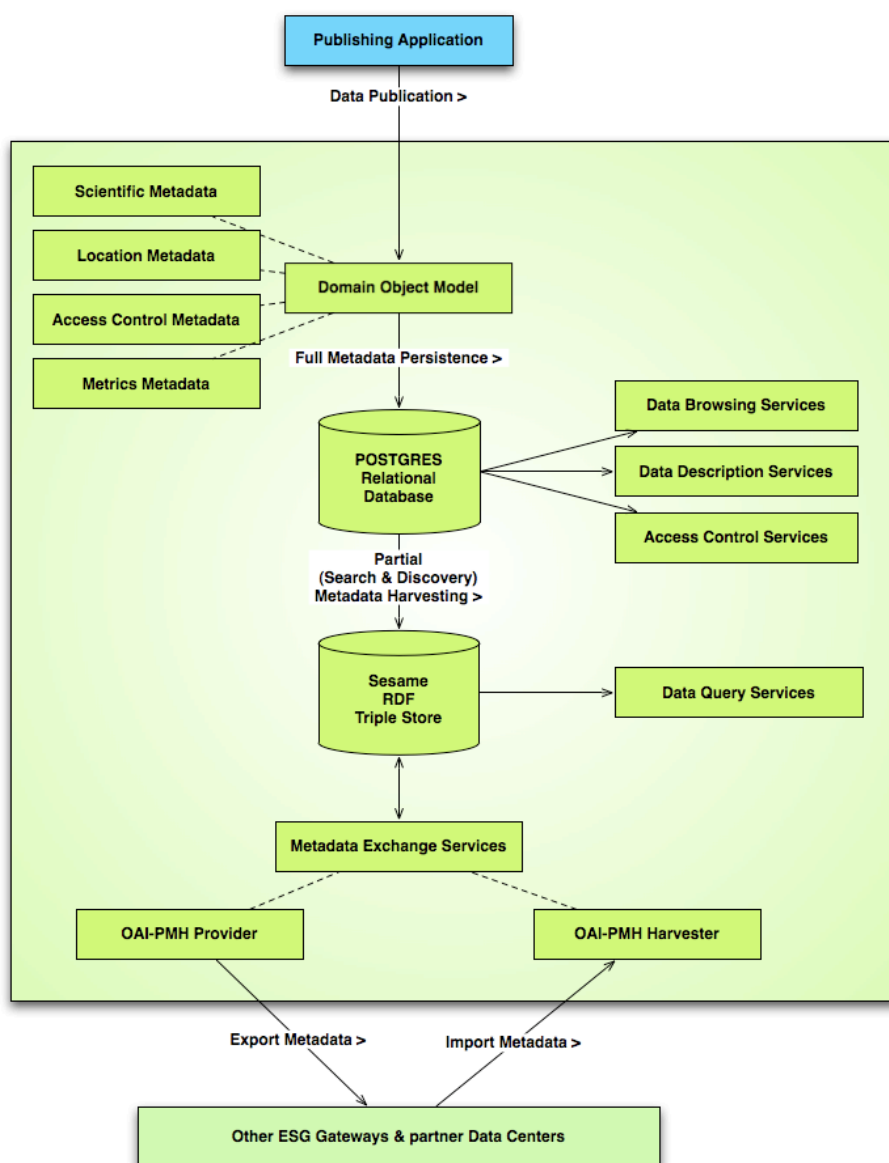 Publishing Application
Data Publication >
Scientific Metadata
Location Metadata
Domain Object Model
Access Control Metadata
Full Metadata Persistence >
Metrics Metadata
Data Browsing Services
POSTGRES
Relational
Database
Data Description Services
Access Control Services
Partial
(Search & Discovery)
Metadata Harvesting >
Sesame
RDF
Triple Store
Data Query Services
Metadata Exchange Services
OAI-PMH Provider
OAI-PMH Harvester
Export Metadata >
Import Metadata >
Other ESG Gateways & partner Data Centers